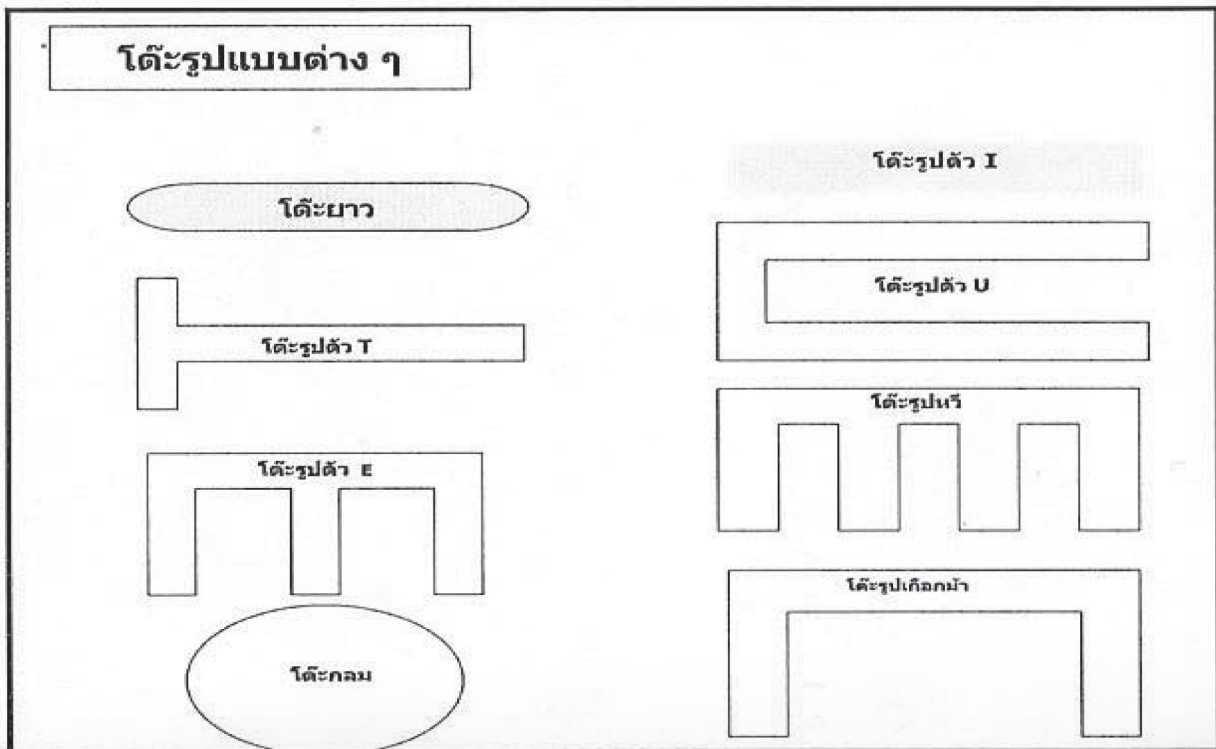 โต๊ะรูปแบบต่าง ๆ
โต๊ะยาว
โต๊ะรูปตัว T
โต๊ะรูปตัว E
โต๊ะกลม
โต๊ะรูปตัว I
โต๊ะรูปตัว U
โต๊ะรูปหวี
โต๊ะรูปเกือกม้า